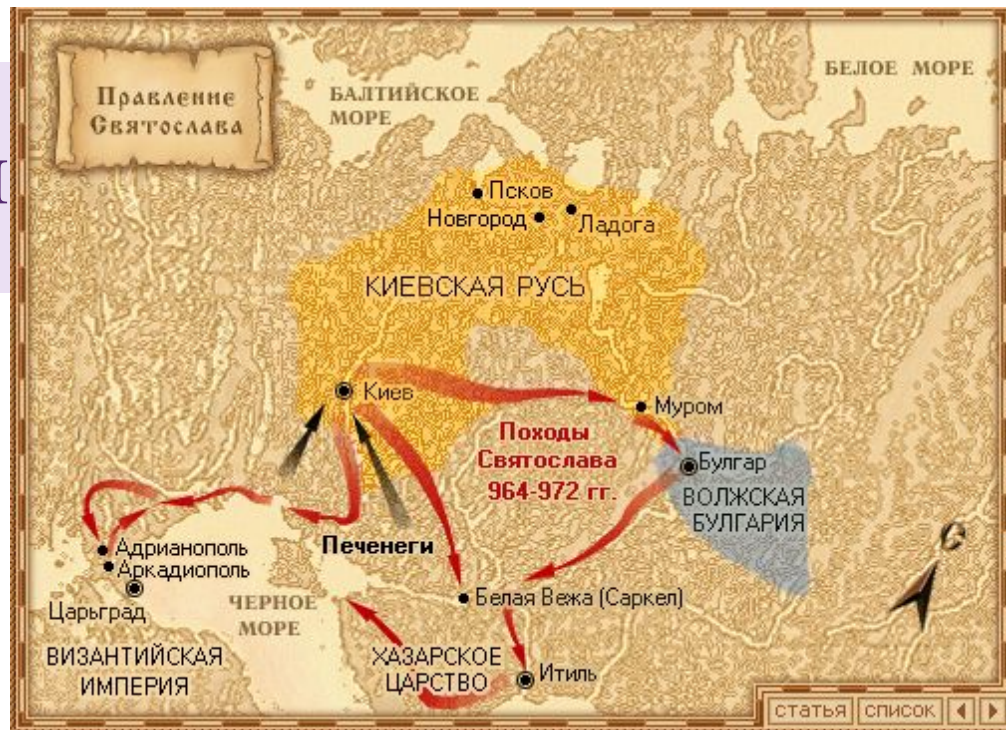 Правление
Святослава
БАЛТИЙСКОЕ
МОРЕ
БЕЛОЕ МОРЕ
Псков
Новгород
Ладога
КИЕВСКАЯ РУСЬ
Киев
Муром
Походы
Святослава
964-972 гг.
Булгар
ВОЛЖСКАЯ
БУЛГАРИЯ
Печенеги
Адрианополь
Аркадиополь
Царьград
ЧЕРНОЕ
МОРЕ
Белая Вежа (Саркел)
С
ВИЗАНТИЙСКАЯ
ИМПЕРИЯ
ХАЗАРСКОЕ
ЦАРСТВО
Итиль
статья
список